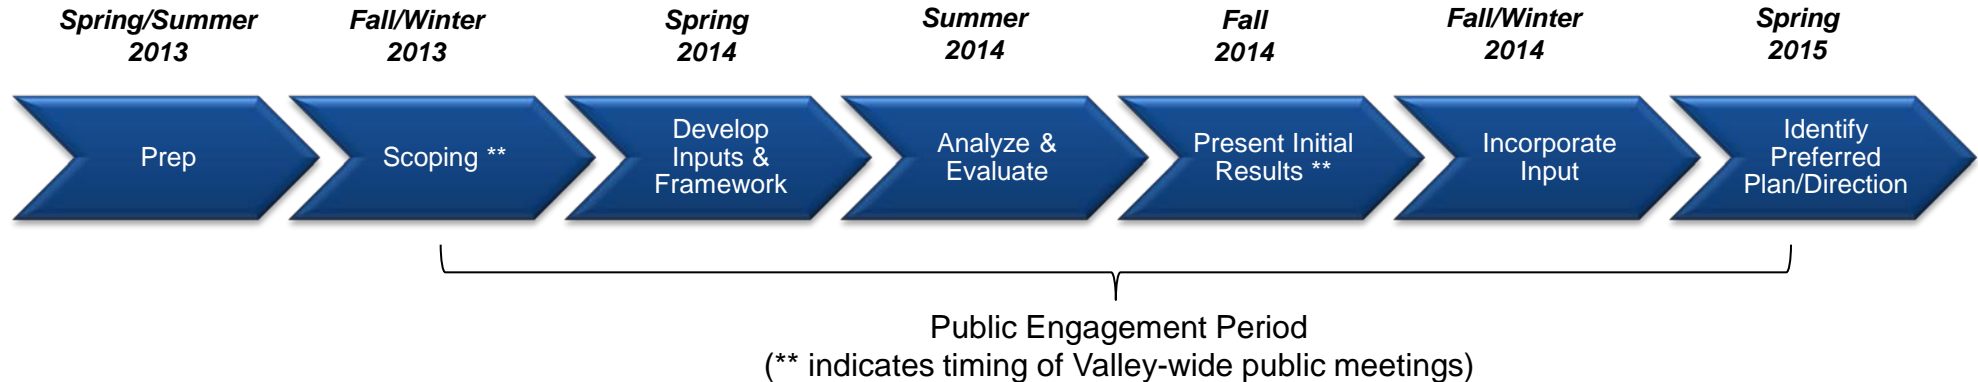 Spring/Summer
2013
Fall/Winter
2013
Spring
2014
Summer
2014
Fall
2014
Fall/Winter
2014
Spring
2015
Prep
Scoping **
Develop
Inputs &
Framework
Analyze &
Evaluate
Present Initial
Results **
Incorporate
Input
Identify
Preferred
Plan/Direction
Public Engagement Period
(** indicates timing of Valley-wide public meetings)